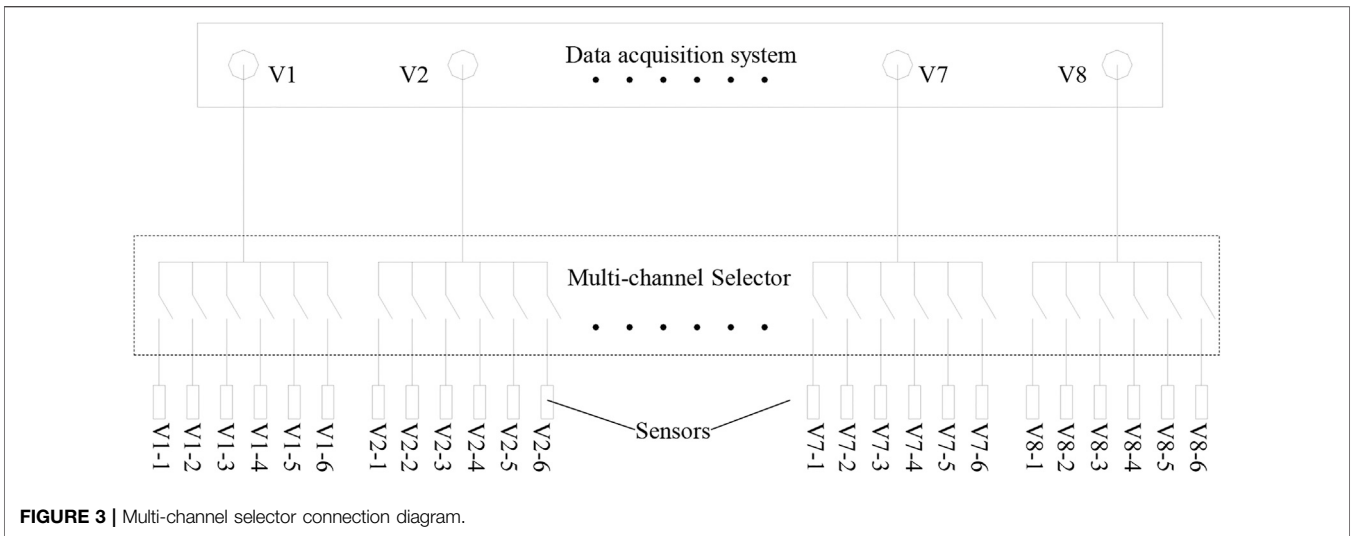 Data acquisition system
V1
V2
V7
V8
Multi-channel Selector
Sensors
V1-1
V1-2
V1-3
V1-4
V1-5
V1-6
V2-1
V2-2
V2-3
V2-4
V2-5
V2-6
V7-1
V7-2
V7-3
V7-4
V7-5
V7-6
V8-1
V8-2
V8-3
V8-4
V8-5
V8-6
FIGURE 3 | Multi-channel selector connection diagram.